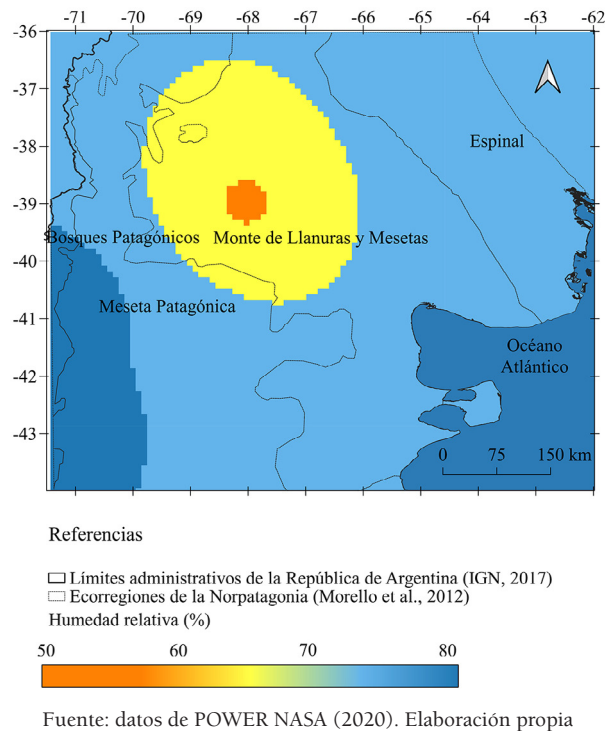 -71 -70 -69 -68 -67 -66 -65 -64 -63 -62
-36
-37
-38
Espinal
-39
Bosques Patagónicos Monte de Llanuras y Mesetas
-40
Meseta Patagónica
-41
Océano
Atlántico
-42
-43
0 75 150 km
Referencias
Límites administrativos de la República de Argentina (IGN, 2017)
Ecorregiones de la Norpatagonia (Morello et al., 2012)
Humedad relativa (%)
50 60 70 80
Fuente: datos de POWER NASA (2020). Elaboración propia